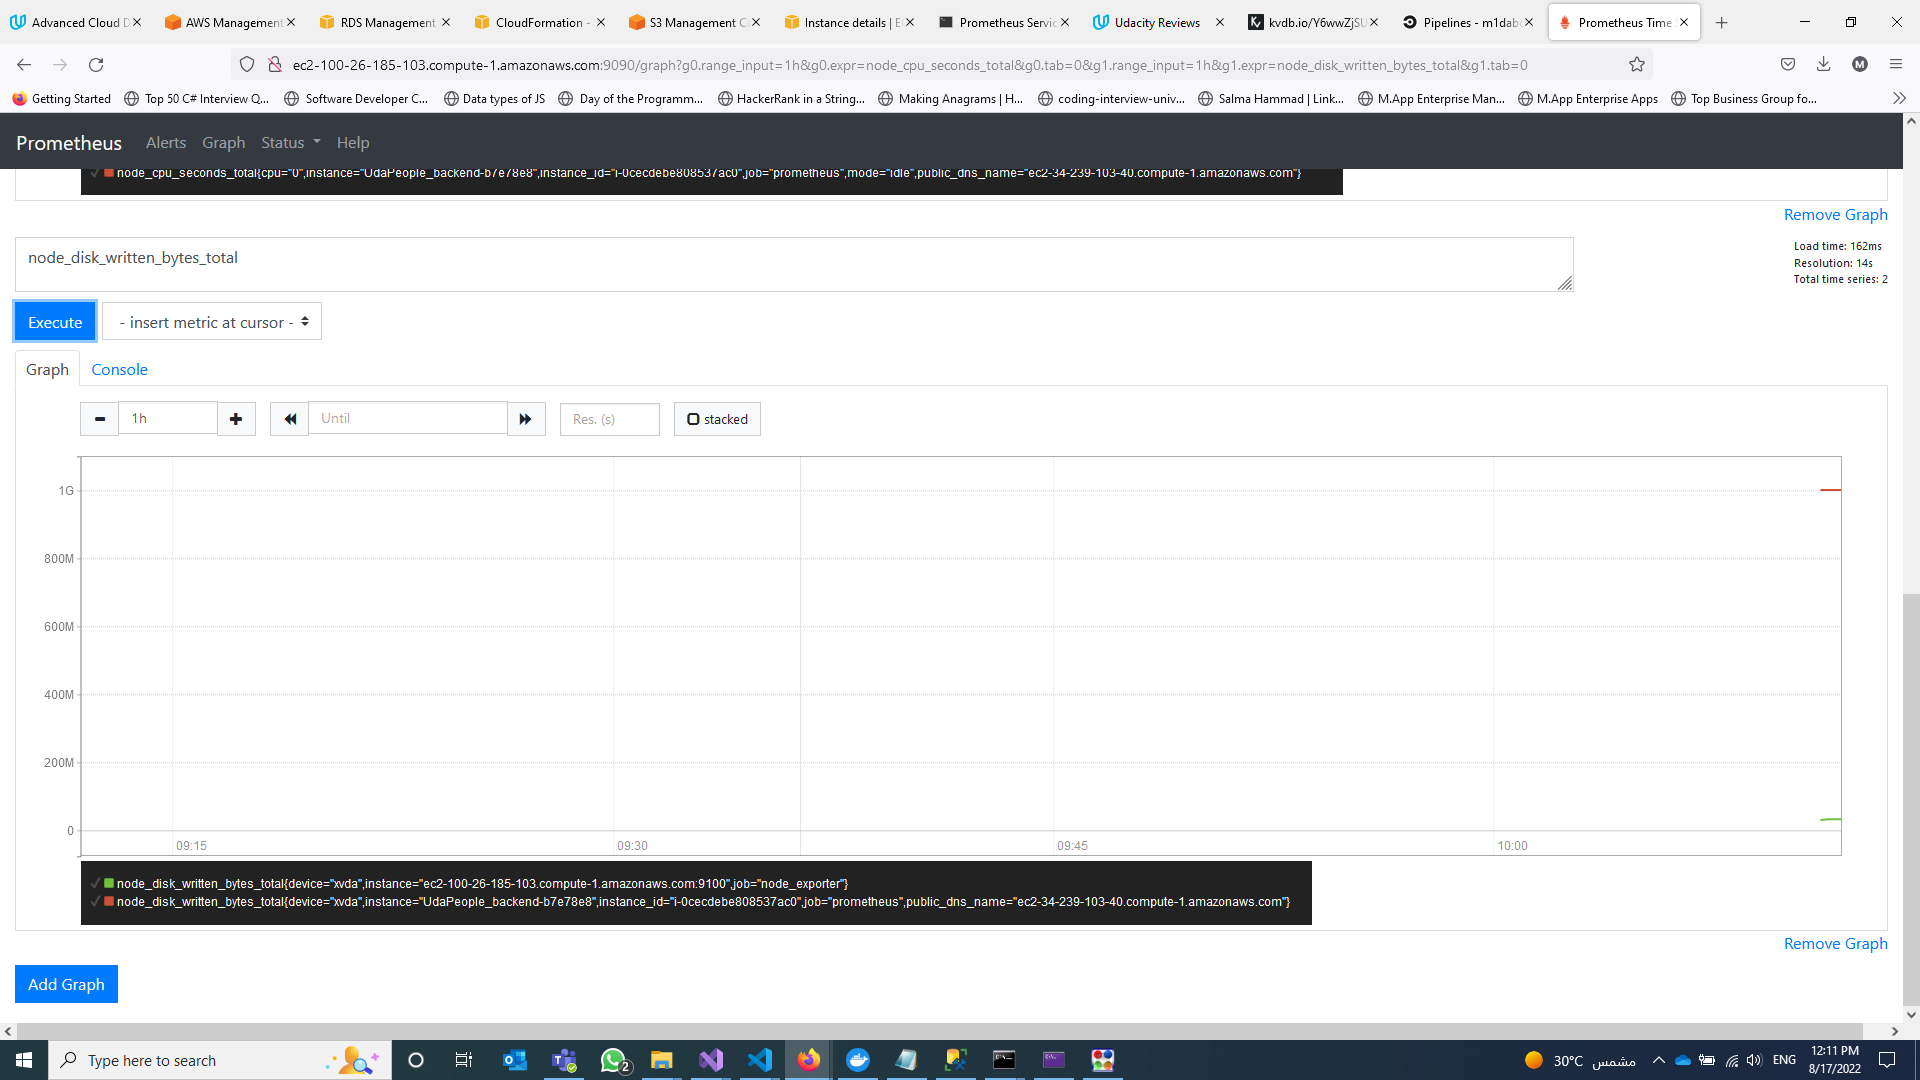 Advanced Cloud D
AWS Management
RDS Management
CloudFormation -
S3 Management Co
Instance details | E
Prometheus Servic
Udacity Reviews
kvdb.io/Y6wwZjSU
Pipelines - m1dab
Prometheus Time S
ec2-100-26-185-103.compute-1.amazonaws.com:9090/graph?g0.range_input=1h&g0.expr=node_cpu_seconds_total&g0.tab=0&g1.range_input=1h&g1.expr=node_disk_written_bytes_total&g1.tab=0
M
Getting Started
Top 50 C# Interview Q...
Software Developer C...
Data types of JS
Day of the Programm...
HackerRank in a String...
Making Anagrams | H...
coding-interview-univ...
Salma Hammad | Link...
M.App Enterprise Man...
M.App Enterprise Apps
Top Business Group fo...
Prometheus
Alerts
Graph
Status
Help
node_cpu_seconds_total{cpu="0",instance="UdaPeople_backend-b7e78e8",instance_id="i-0cecdebe808537ac0",job="prometheus",mode="idle",public_dns_name="ec2-34-239-103-40.compute-1.amazonaws.com"}
Remove Graph
node_disk_written_bytes_total
Load time: 162ms
Resolution: 14s
Total time series: 2
Execute
- insert metric at cursor -
Graph
Console
1h
Until
Res. (s)
stacked
1G
800M
600M
400M
200M
0
09:15
09:30
09:45
10:00
node_disk_written_bytes_total{device="xvda",instance="ec2-100-26-185-103.compute-1.amazonaws.com:9100",job="node_exporter"}
node_disk_written_bytes_total{device="xvda",instance="UdaPeople_backend-b7e78e8",instance_id="i-0cecdebe808537ac0",job="prometheus",public_dns_name="ec2-34-239-103-40.compute-1.amazonaws.com"}
Remove Graph
Add Graph
Type here to search
2
30°C مشمس
ENG
12:11 PM
8/17/2022